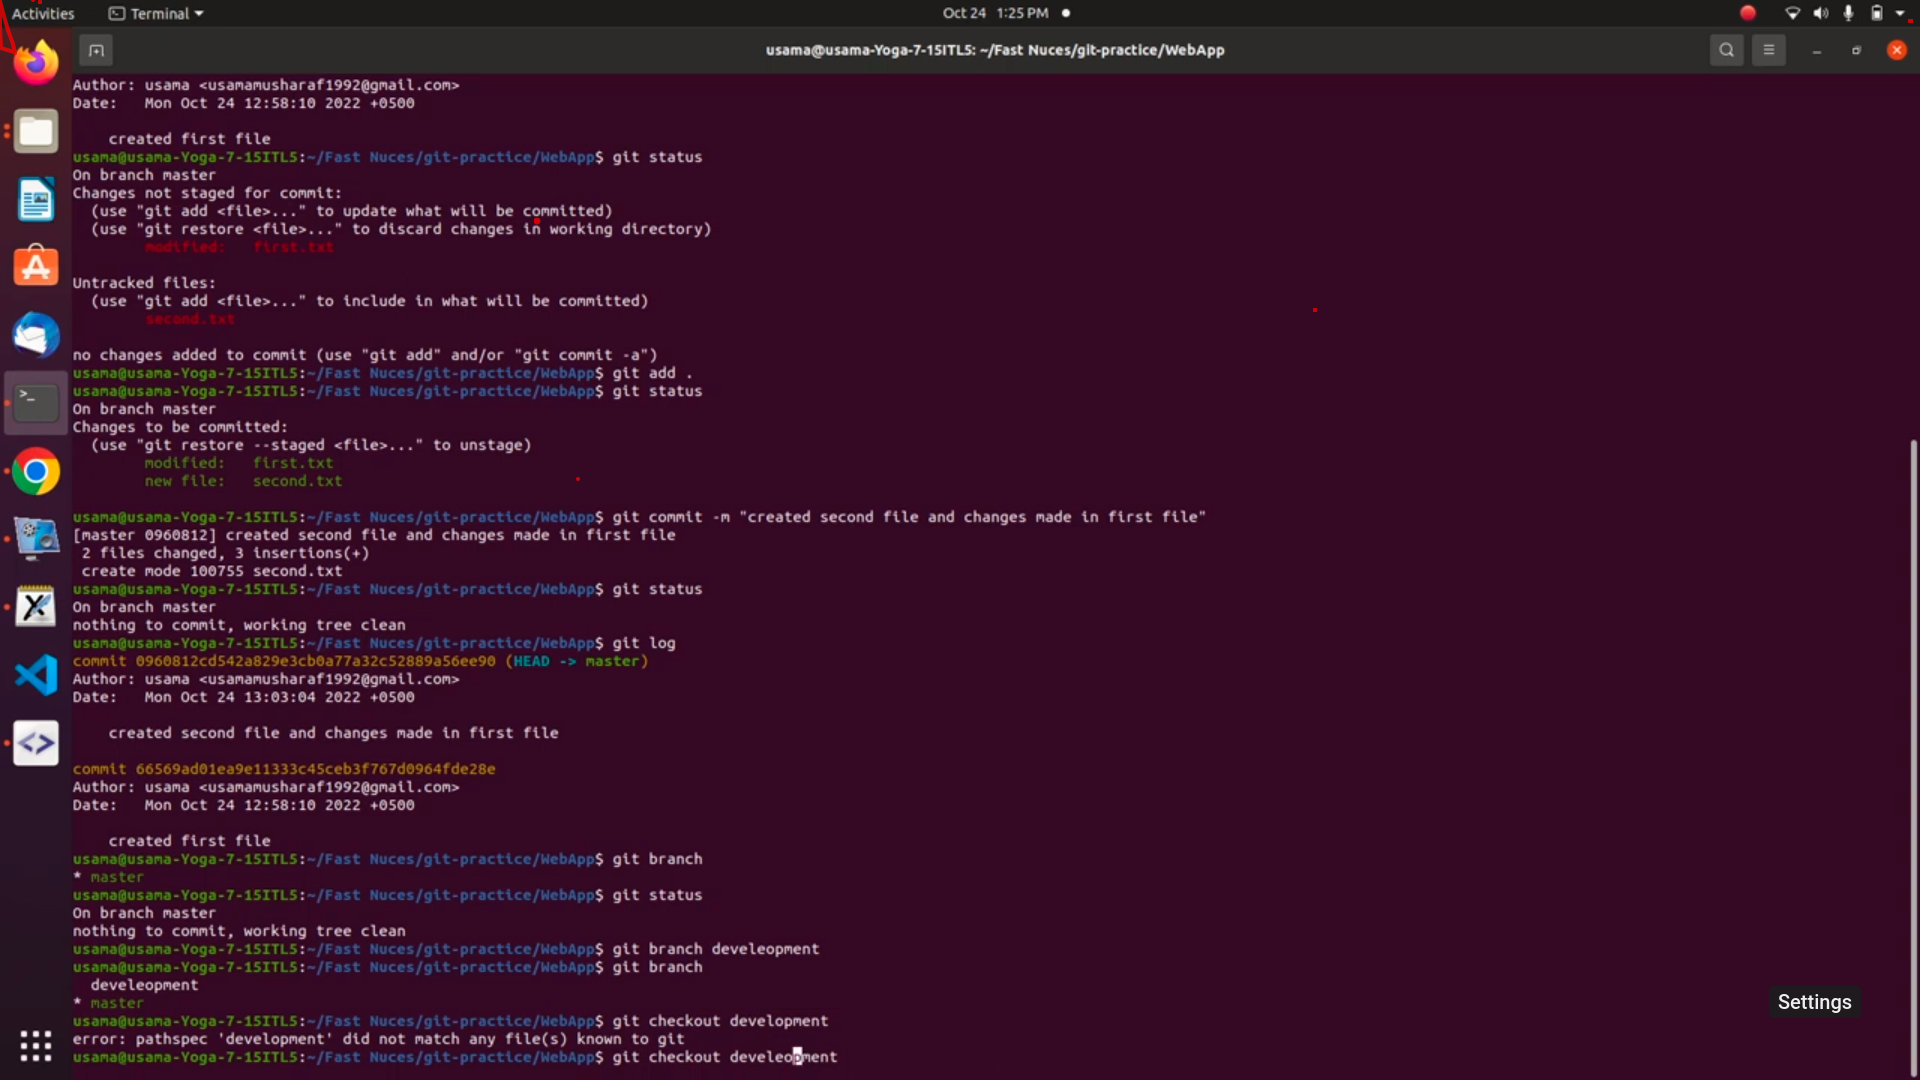 Activities
Terminal
Oct 24 1:25 PM
usama@usama-Yoga-7-15ITL5: ~/Fast Nuces/git-practice/WebApp
Author: usama <usamamusharaf1992@gmail.com>
Date:   Mon Oct 24 12:58:10 2022 +0500
    created first file
usama@usama-Yoga-7-15ITL5:~/Fast Nuces/git-practice/WebApp$ git status
On branch master
Changes not staged for commit:
  (use "git add <file>..." to update what will be committed)
  (use "git restore <file>..." to discard changes in working directory)
        modified:   first.txt
Untracked files:
  (use "git add <file>..." to include in what will be committed)
        second.txt
no changes added to commit (use "git add" and/or "git commit -a")
usama@usama-Yoga-7-15ITL5:~/Fast Nuces/git-practice/WebApp$ git add .
usama@usama-Yoga-7-15ITL5:~/Fast Nuces/git-practice/WebApp$ git status
On branch master
Changes to be committed:
  (use "git restore --staged <file>..." to unstage)
        modified:   first.txt
        new file:   second.txt
usama@usama-Yoga-7-15ITL5:~/Fast Nuces/git-practice/WebApp$ git commit -m "created second file and changes made in first file"
[master 0960812] created second file and changes made in first file
 2 files changed, 3 insertions(+)
 create mode 100755 second.txt
usama@usama-Yoga-7-15ITL5:~/Fast Nuces/git-practice/WebApp$ git status
On branch master
nothing to commit, working tree clean
usama@usama-Yoga-7-15ITL5:~/Fast Nuces/git-practice/WebApp$ git log
commit 0960812cd542a829e3cb0a77a32c52889a56ee90 (HEAD -> master)
Author: usama <usamamusharaf1992@gmail.com>
Date:   Mon Oct 24 13:03:04 2022 +0500
    created second file and changes made in first file
commit 66569ad01ea9e11333c45ceb3f767d0964fde28e
Author: usama <usamamusharaf1992@gmail.com>
Date:   Mon Oct 24 12:58:10 2022 +0500
    created first file
usama@usama-Yoga-7-15ITL5:~/Fast Nuces/git-practice/WebApp$ git branch
* master
usama@usama-Yoga-7-15ITL5:~/Fast Nuces/git-practice/WebApp$ git status
On branch master
nothing to commit, working tree clean
usama@usama-Yoga-7-15ITL5:~/Fast Nuces/git-practice/WebApp$ git branch develeopment
usama@usama-Yoga-7-15ITL5:~/Fast Nuces/git-practice/WebApp$ git branch
  develeopment
* master
usama@usama-Yoga-7-15ITL5:~/Fast Nuces/git-practice/WebApp$ git checkout development
error: pathspec 'development' did not match any file(s) known to git
usama@usama-Yoga-7-15ITL5:~/Fast Nuces/git-practice/WebApp$ git checkout develeopment
Settings